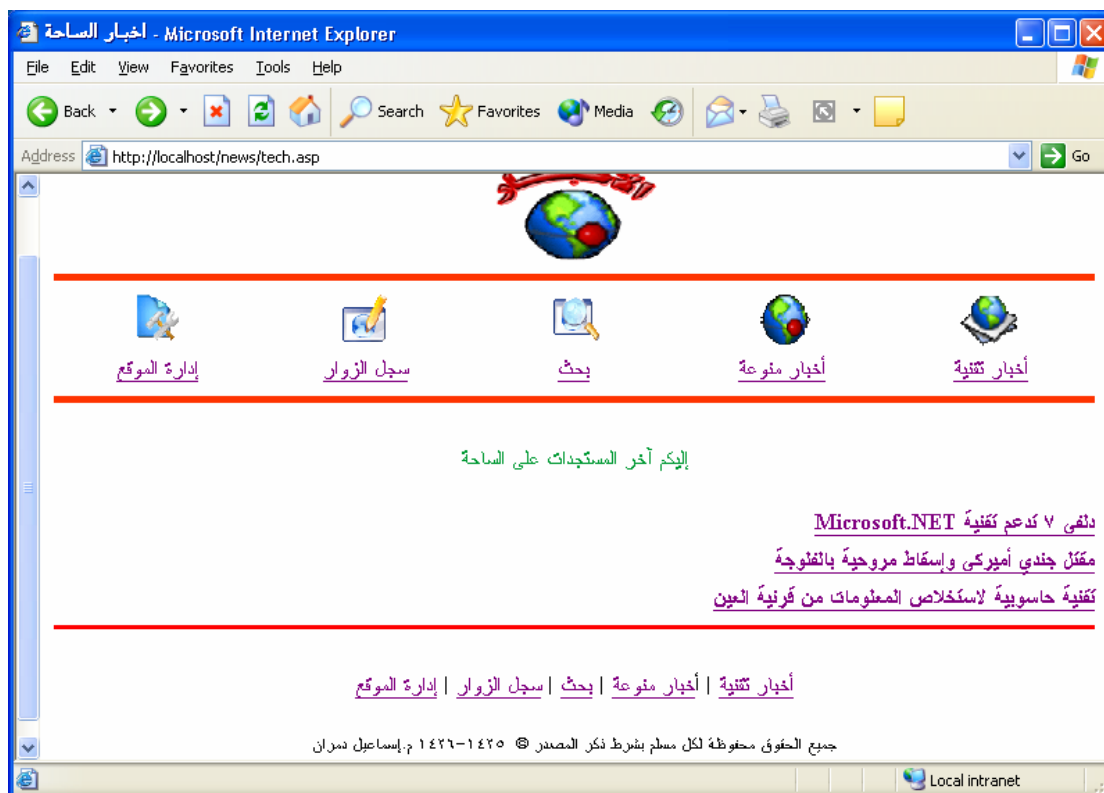 اخبار الساحة - Microsoft Internet Explorer
File Edit View Favorites Tools Help
Back Search Favorites Media
Address http://localhost/news/tech.asp Go
أخبار تقنية أخبار منوعة بحث سجل الزوار إدارة الموقع
إليكم آخر المستجدات على الساحة
دلفي ٧ تدعم تقنية Microsoft.NET
مقتل جندي أميركي وإسقاط مروحية بالفلوجة
تقنية حاسوبية لاستخلاص المعلومات من قرنية العين
أخبار تقنية | أخبار منوعة | بحث | سجل الزوار | إدارة الموقع
جميع الحقوق محفوظة لكل مسلم بشرط ذكر المصدر © ١٤٢٥-١٤٢٦ م.إسماعيل دمران
Local intranet